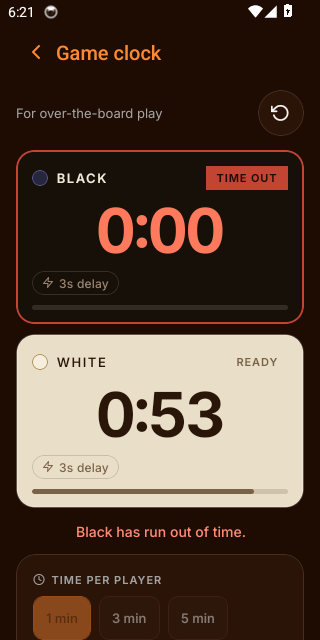 6:21
Game clock
For over-the-board play
BLACK
TIME OUT
0:00
3s delay
WHITE
READY
0:53
3s delay
Black has run out of time.
TIME PER PLAYER
1 min
3 min
5 min